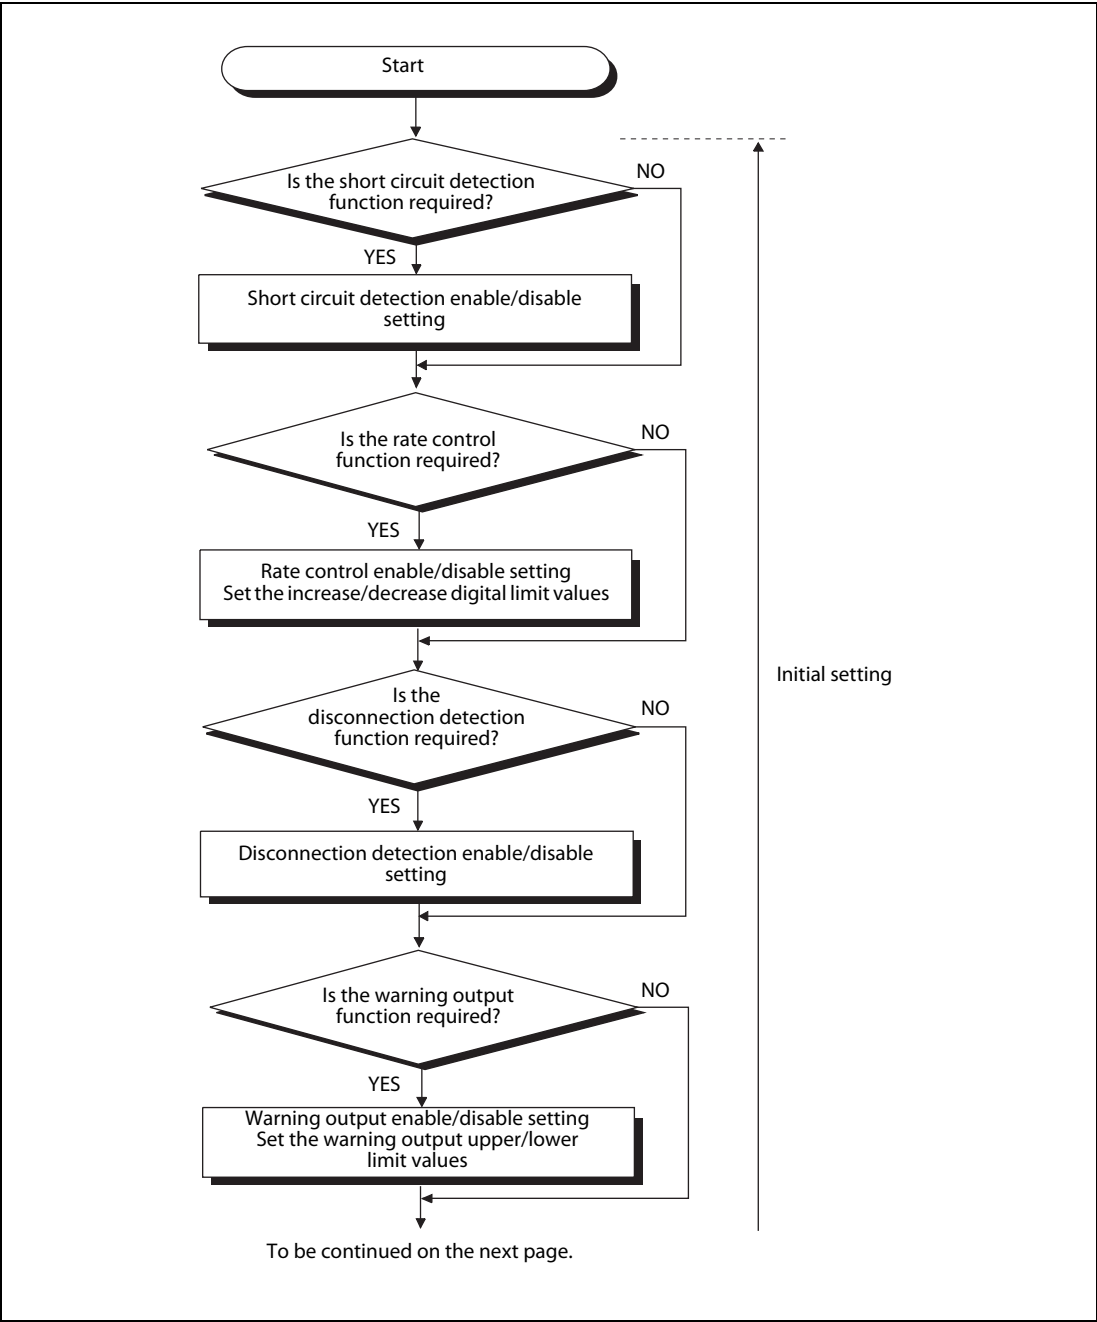 Start
NO
Is the short circuit detection
function required?
YES
Short circuit detection enable/disable
setting
NO
Is the rate control
function required?
YES
Rate control enable/disable setting
Set the increase/decrease digital limit values
Initial setting
NO
Is the
disconnection detection
function required?
YES
Disconnection detection enable/disable
setting
NO
Is the warning output
function required?
YES
Warning output enable/disable setting
Set the warning output upper/lower
limit values
To be continued on the next page.